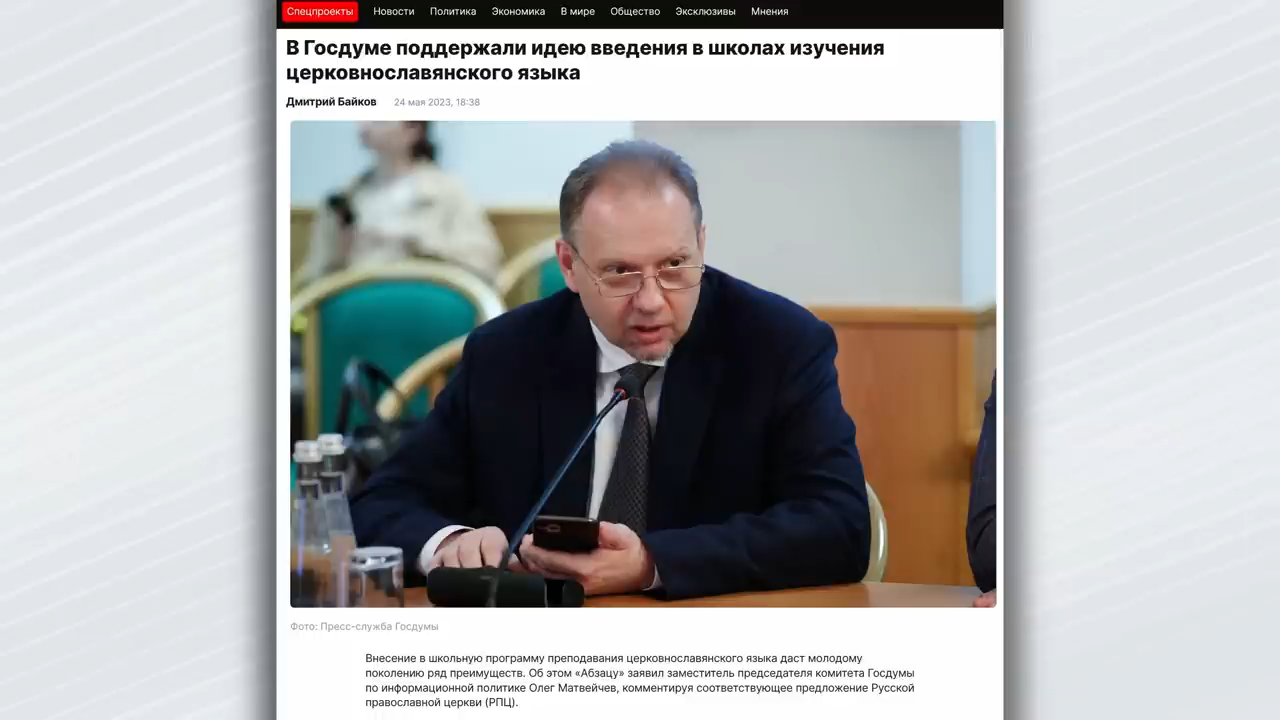 Спецпроекты Новости Политика Экономика В мире Общество Эксклюзивы Мнения
В Госдуме поддержали идею введения в школах изучения
церковнославянского языка
Дмитрий Байков 24 мая 2023, 18:38
Фото: Пресс-служба Госдумы
Внесение в школьную программу преподавания церковнославянского языка даст молодому
поколению ряд преимуществ. Об этом «Абзацу» заявил заместитель председателя комитета Госдумы
по информационной политике Олег Матвейчев, комментируя соответствующее предложение Русской
православной церкви (РПЦ).